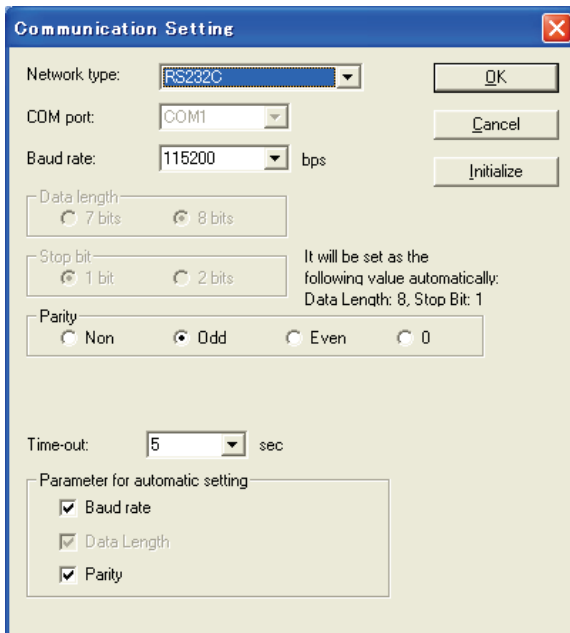 Communication Setting
Network type: RS232C OK
COM port: COM1 Cancel
Baud rate: 115200 bps Initialize
Data length
7 bits 8 bits
Stop bit
1 bit 2 bits
It will be set as the
following value automatically:
Data Length: 8, Stop Bit: 1
Parity
Non Odd Even 0
Time-out: 5 sec
Parameter for automatic setting
Baud rate
Data Length
Parity